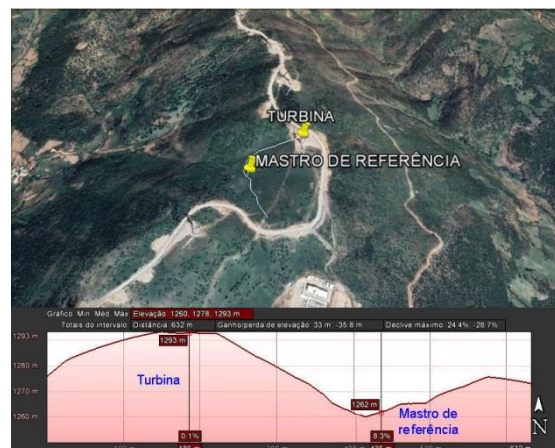 TURBINA
MASTRO DE REFERÊNCIA
Gráfico Mín Méd Máx Elevação 1260, 1278, 1293 m
Totais do intervalo Distância: 632 m Ganho/perda de elevação: 33 m, -35.8 m Declive máximo: 24.4%, -28.7%
1293 m
1293 m
1280 m
Turbina
1270 m
1262 m
1260 m
Mastro de
referência
N
0.1%
8.3%